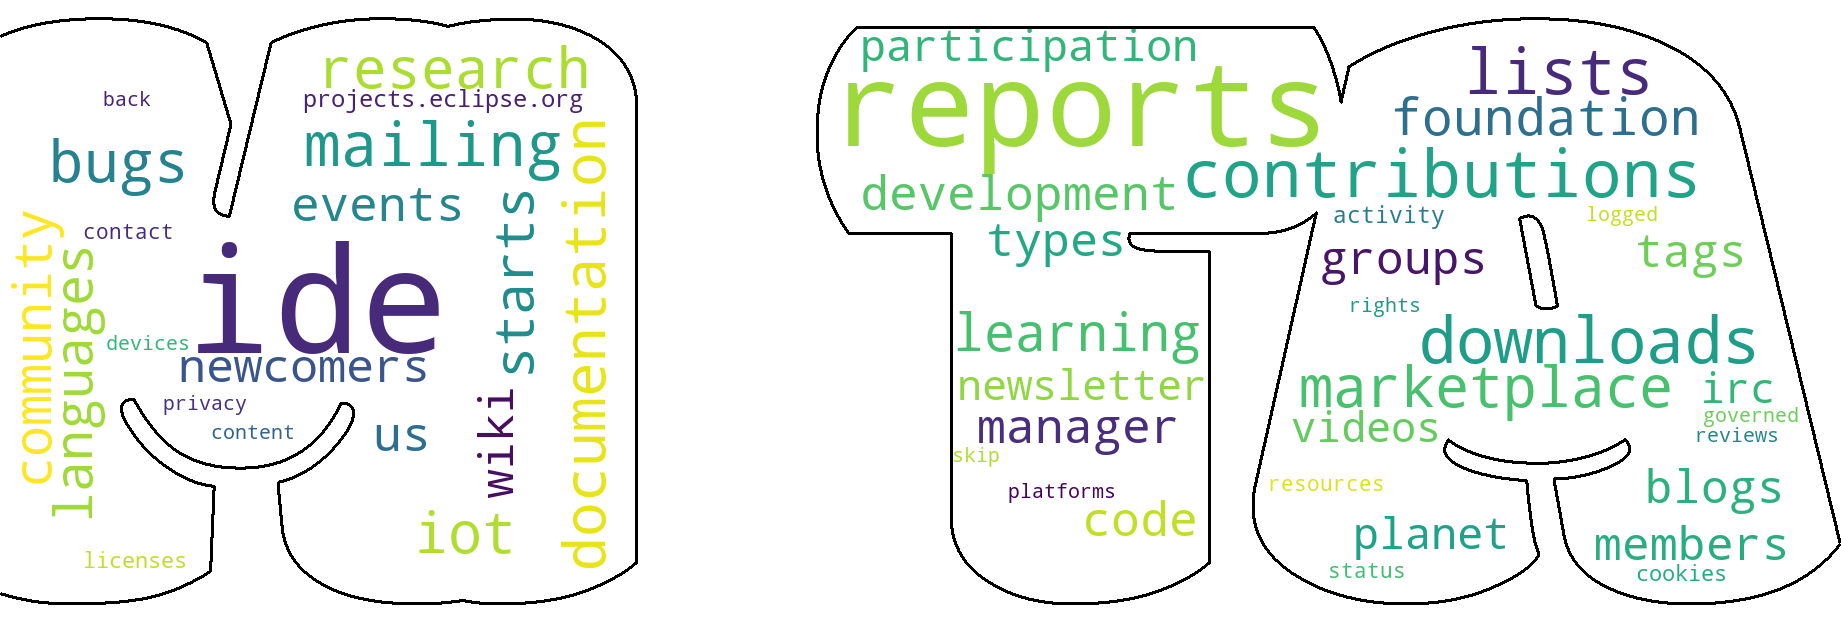 research
back
projects.eclipse.org
mailing
bugs
events
contact
community
languages
ide
starts
documentation
devices
newcomers
privacy
content
us
wiki
iot
licenses
participation
reports
development
types
learning
newsletter
manager
skip
platforms
code
lists
foundation
contributions
activity
logged
groups
tags
rights
downloads
marketplace
irc
governed
videos
reviews
resources
blogs
planet
members
status
cookies